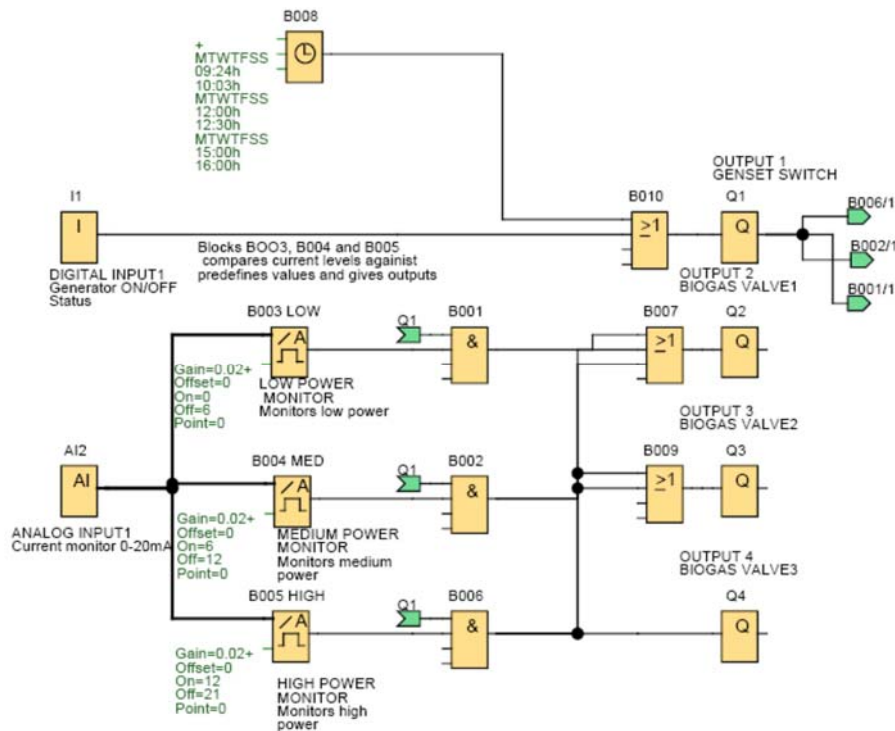 B008
+
MTWTFSS
09:24h
10:03h
MTWTFSS
12:00h
12:30h
MTWTFSS
15:00h
16:00h
OUTPUT 1
GENSET SWITCH
I1
I
B010
≥1
Q1
Q
B006/1
B002/1
B001/1
DIGITAL INPUT1
Generator ON/OFF
Status
Blocks BOO3, B004 and B005
compares current levels againist
predefines values and gives outputs
OUTPUT 2
BIOGAS VALVE1
B003 LOW
/A
Q1
B001
&
B007
≥1
Q2
Q
Gain=0.02+
Offset=0
On=0
Off=6
Point=0
LOW POWER
MONITOR
Monitors low power
OUTPUT 3
BIOGAS VALVE2
AI2
AI
B004 MED
/A
Q1
B002
&
B009
≥1
Q3
Q
ANALOG INPUT1
Current monitor 0-20mA
Gain=0.02+
Offset=0
On=6
Off=12
Point=0
MEDIUM POWER
MONITOR
Monitors medium
power
OUTPUT 4
BIOGAS VALVE3
B005 HIGH
/A
Q1
B006
&
Q4
Q
Gain=0.02+
Offset=0
On=12
Off=21
Point=0
HIGH POWER
MONITOR
Monitors high
power